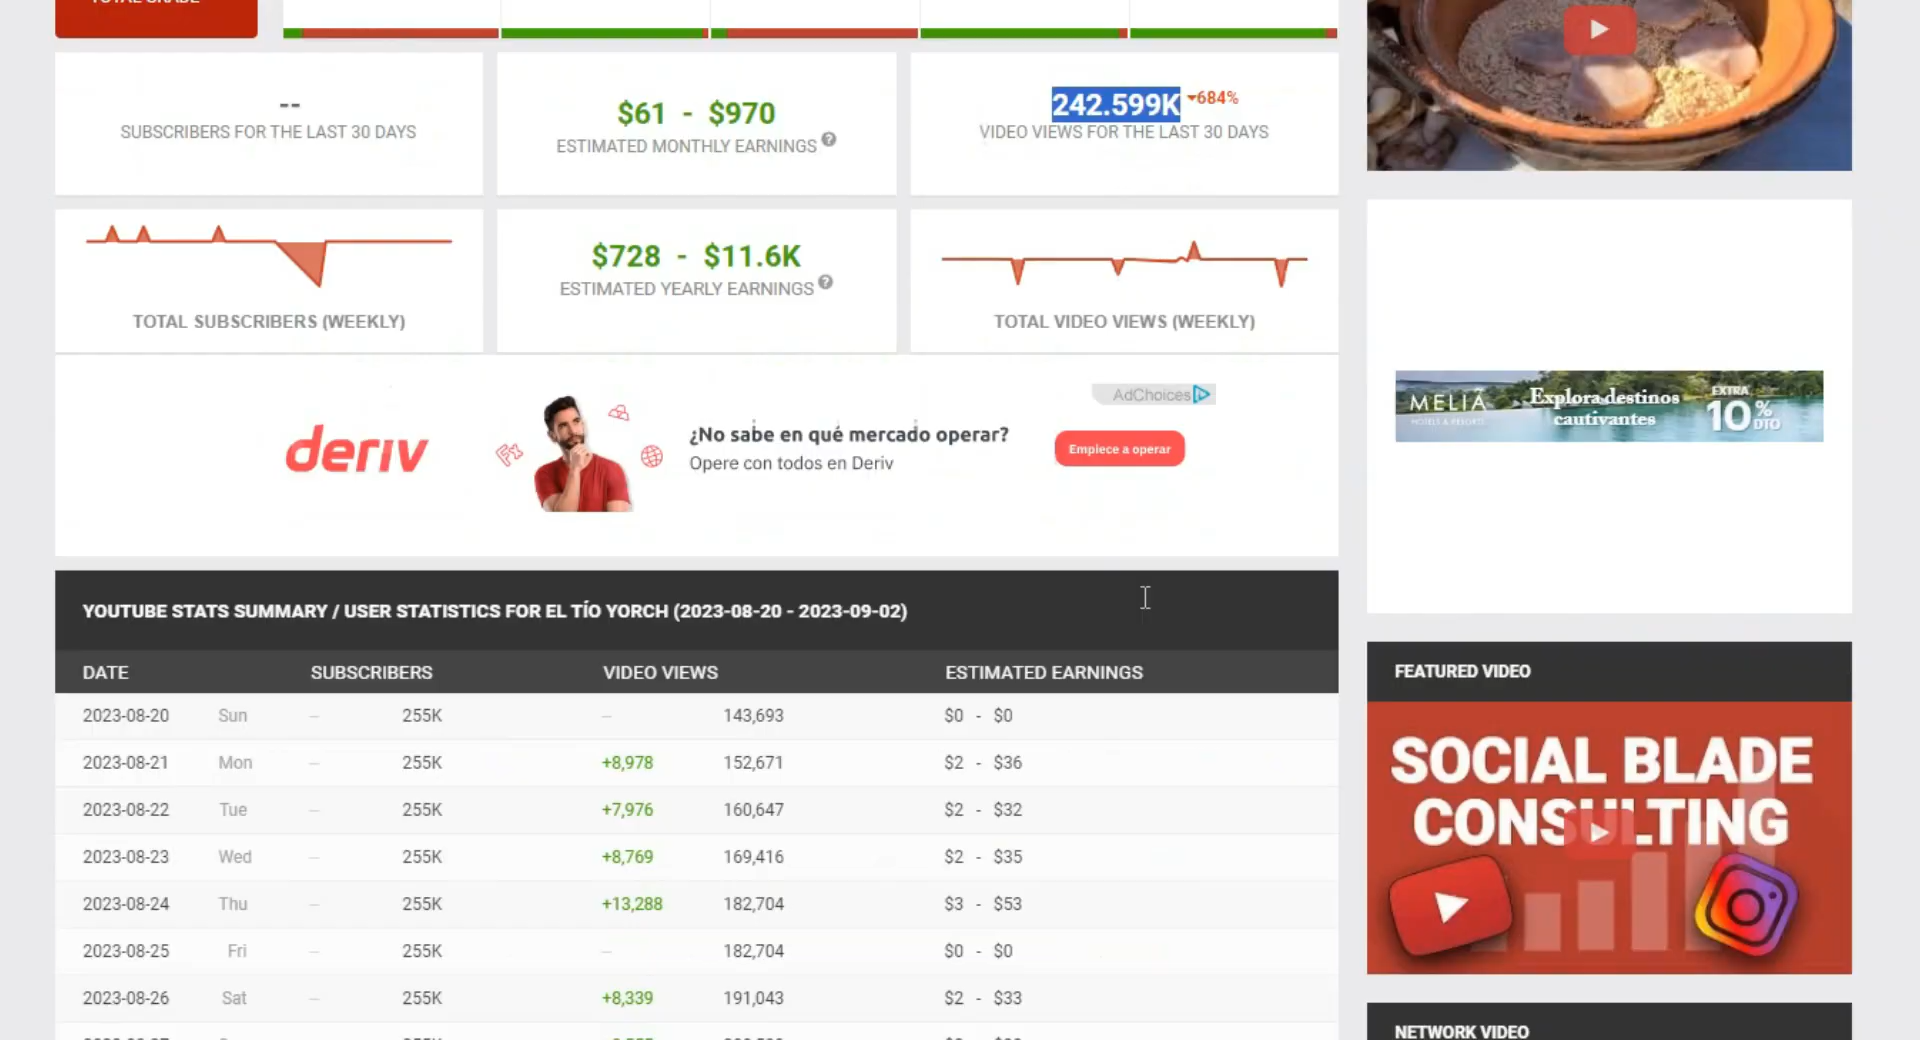 --
SUBSCRIBERS FOR THE LAST 30 DAYS
$61 - $970
ESTIMATED MONTHLY EARNINGS ?
242.599K 684%
VIDEO VIEWS FOR THE LAST 30 DAYS
TOTAL SUBSCRIBERS (WEEKLY)
$728 - $11.6K
ESTIMATED YEARLY EARNINGS ?
TOTAL VIDEO VIEWS (WEEKLY)
deriv
¿No sabe en qué mercado operar?
Opere con todos en Deriv
AdChoices
Empiece a operar
MELIÃ
HOTELS & RESORTS
Explora destinos
cautivantes
EXTRA
10% DTO
YOUTUBE STATS SUMMARY / USER STATISTICS FOR EL TÍO YORCH (2023-08-20 - 2023-09-02)
DATE SUBSCRIBERS VIDEO VIEWS ESTIMATED EARNINGS
2023-08-20 Sun – 255K – 143,693 $0 - $0
2023-08-21 Mon – 255K +8,978 152,671 $2 - $36
2023-08-22 Tue – 255K +7,976 160,647 $2 - $32
2023-08-23 Wed – 255K +8,769 169,416 $2 - $35
2023-08-24 Thu – 255K +13,288 182,704 $3 - $53
2023-08-25 Fri – 255K – 182,704 $0 - $0
2023-08-26 Sat – 255K +8,339 191,043 $2 - $33
FEATURED VIDEO
SOCIAL BLADE
CONSULTING
NETWORK VIDEO